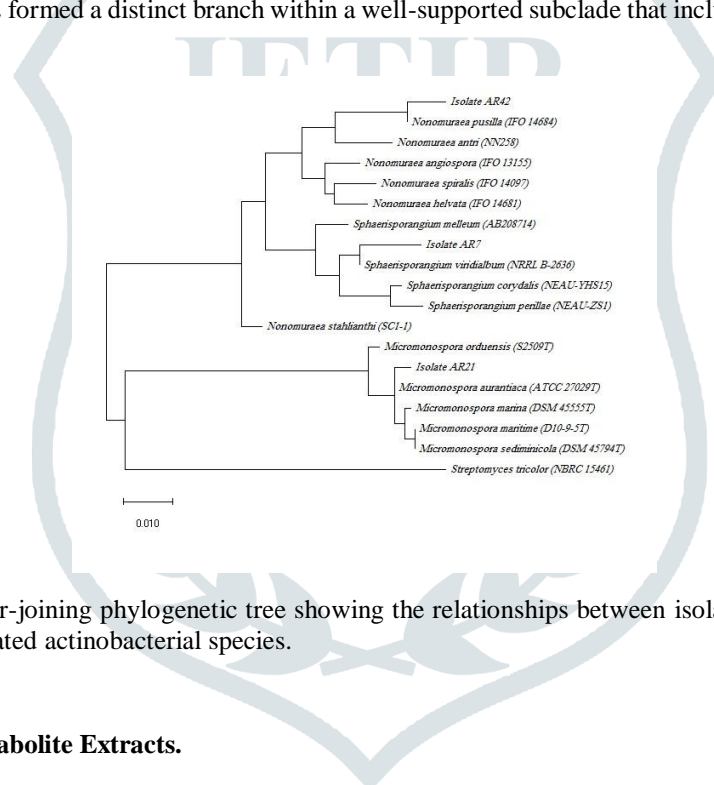 formed a distinct branch within a well-supported subclade that incl
JETIR
Isolate AR42
Nonomuraea pusilla (IFO 14684)
Nonomuraea antri (NN258)
Nonomuraea angiospora (IFO 13155)
Nonomuraea spiralis (IFO 14097)
Nonomuraea helvata (IFO 14681)
Sphaerisporangium melleum (AB208714)
Isolate AR7
Sphaerisporangium viridialbum (NRRL B-2636)
Sphaerisporangium corydalis (NEAU-YHS15)
Sphaerisporangium perillae (NEAU-ZS1)
Nonomuraea stahlianthi (SC1-1)
Micromonospora orduensis (S2509T)
Isolate AR21
Micromonospora aurantiaca (ATCC 27029T)
Micromonospora marina (DSM 45555T)
Micromonospora maritime (D10-9-5T)
Micromonospora sediminicola (DSM 45794T)
Streptomyces tricolor (NBRC 15461)
0.010
r-joining phylogenetic tree showing the relationships between isola
ated actinobacterial species.
abolite Extracts.